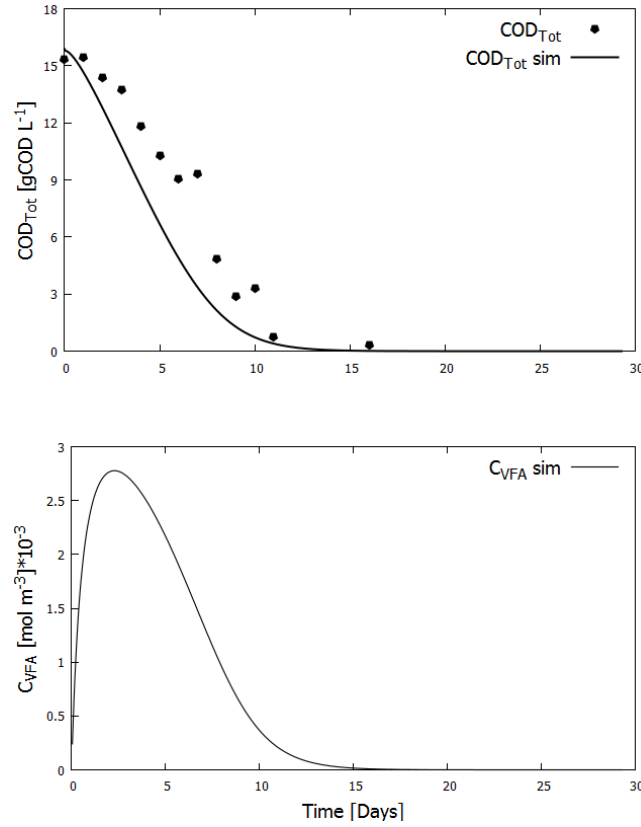 COD_Tot
COD_Tot sim
COD_Tot [gCOD L^-1]
18
15
12
9
6
3
0
0 5 10 15 20 25 30
C_VFA sim
C_VFA [mol m^-3]*10^-3
3
2.5
2
1.5
1
0.5
0
0 5 10 15 20 25 30
Time [Days]